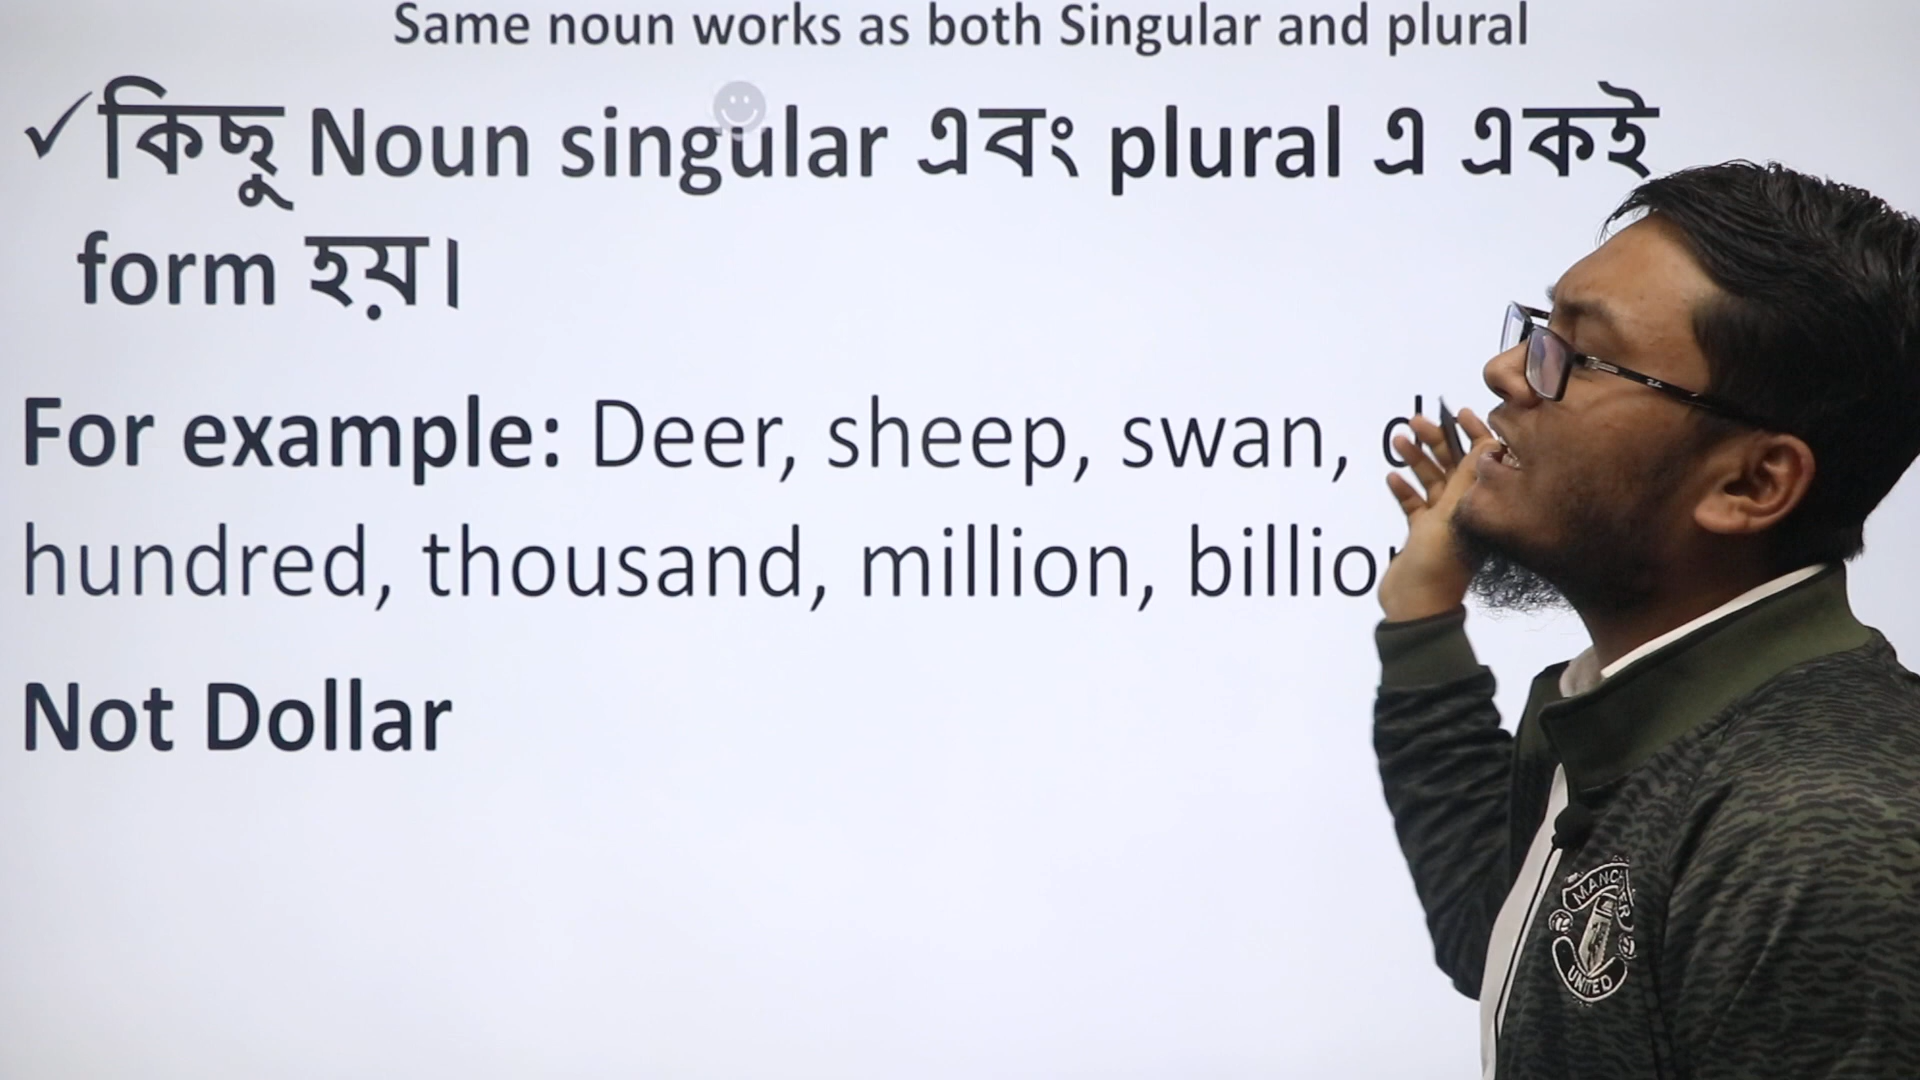 Same noun works as both Singular and plural
✓কিছু Noun singular এবং plural এ একই
form হয়।
For example: Deer, sheep, swan,
hundred, thousand, million,
Not Dollar
UNITED